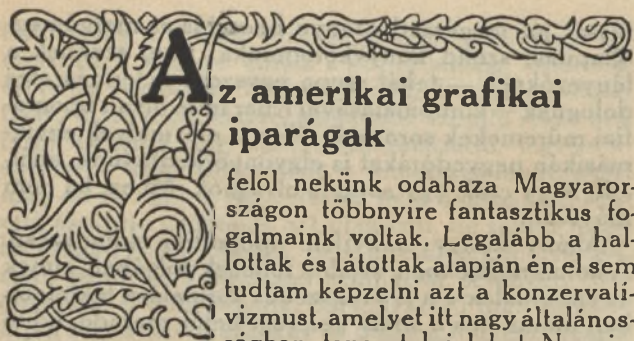 Az amerikai grafikai
iparágak
felől nekünk odahaza Magyaror-
szágon többnyire fantasztikus fo-
galmaink voltak. Legalább a hal-
lottak és látottak alapján én el sem
tudtam képzelni azt a konzervatí-
vizmust, amelyet itt nagy általános-